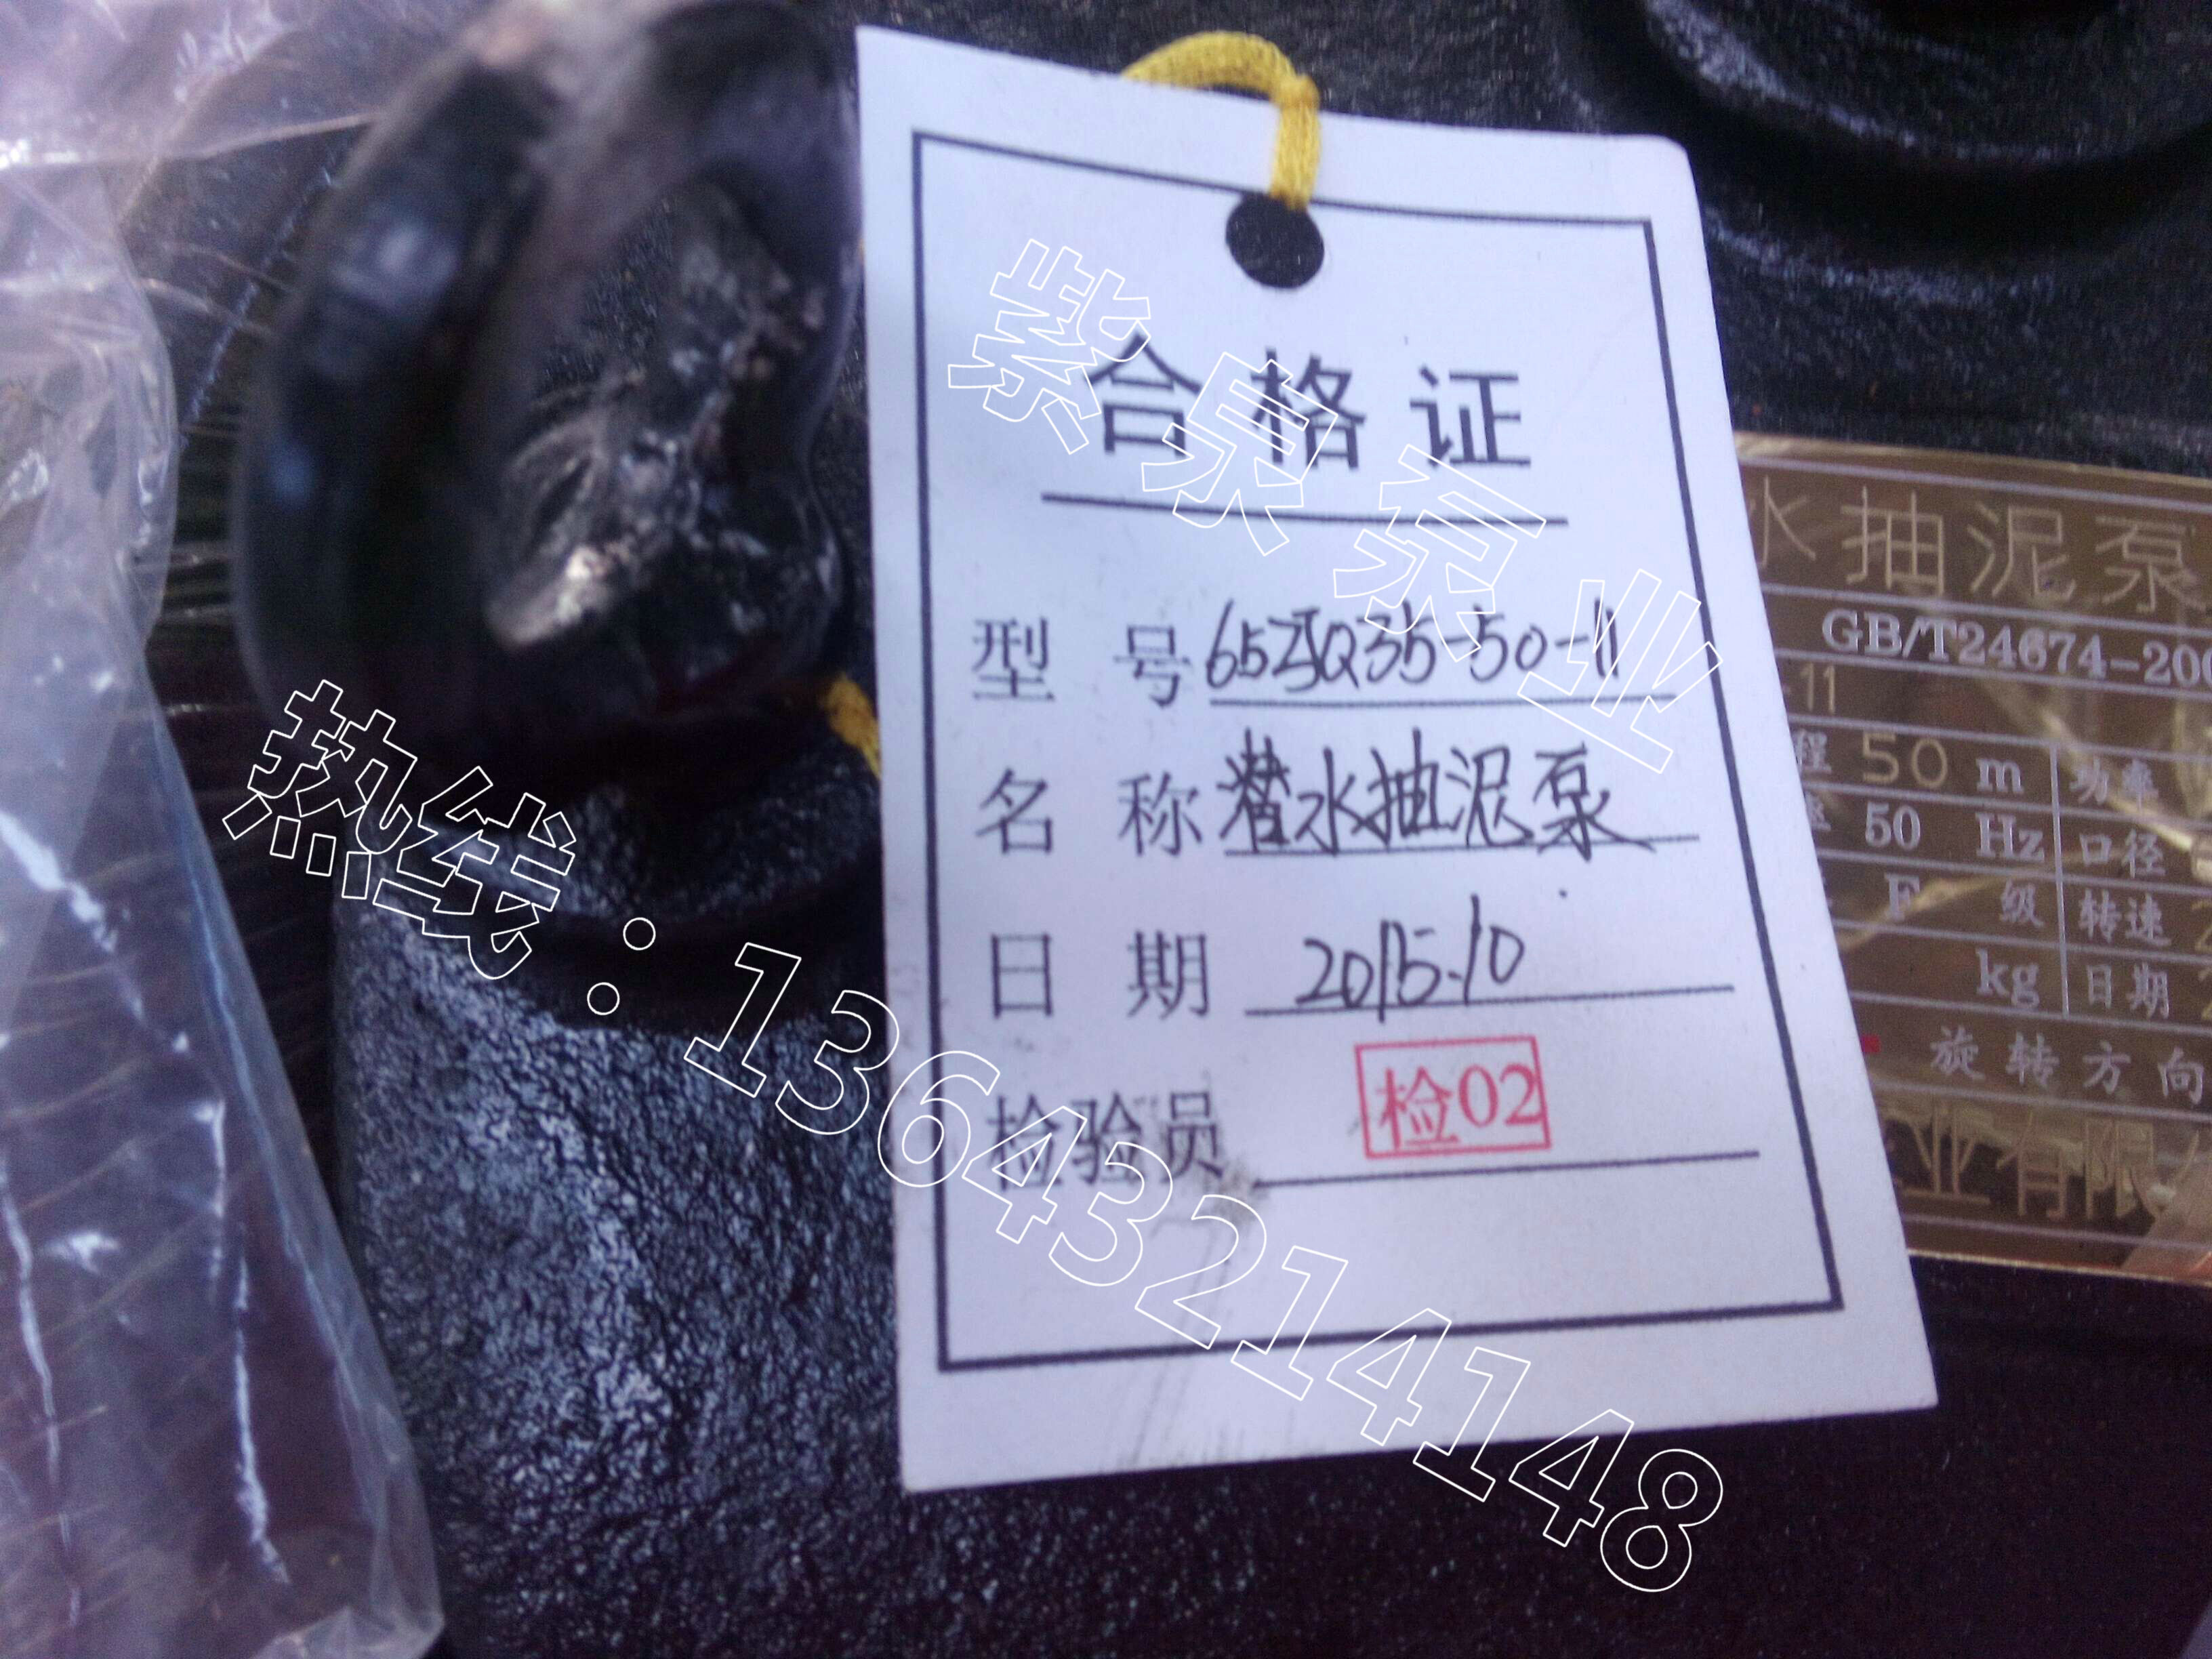 合格证
型号 65ZJQ35-50-11
名称 潜水抽泥泵
日期 2015.10
检验员 检02
水抽泥泵
GB/T24674-200
-11
程 50 m 功率
50 Hz 口径
F 级 转速
kg 日期
旋转方向
业有限
紫泉泵业
热线：13643214148